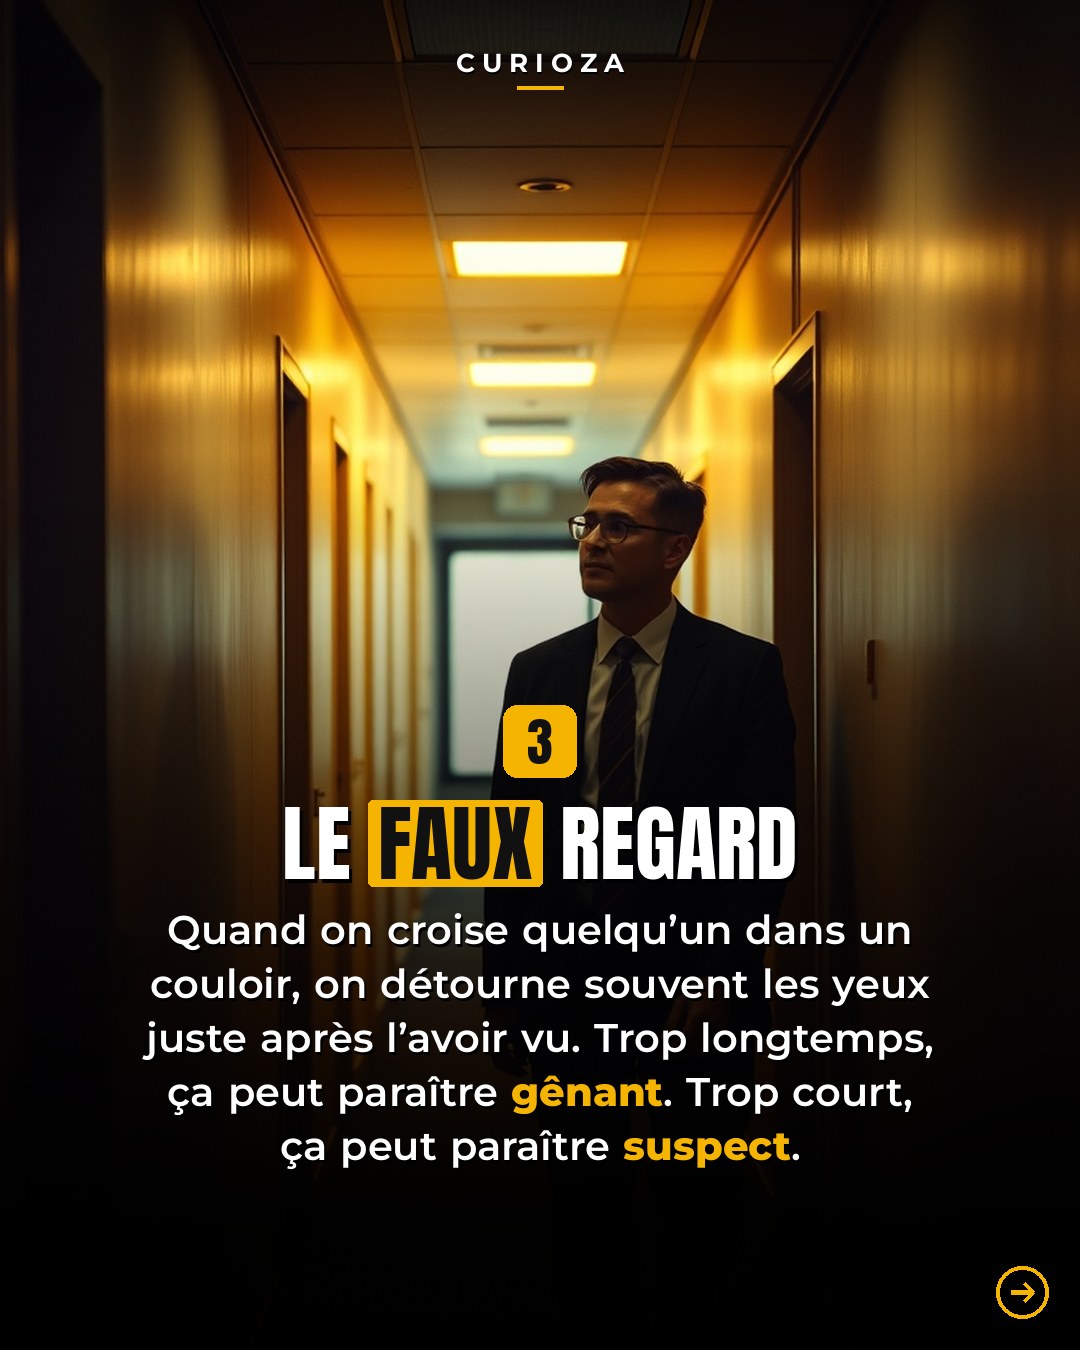 CURIOZA
3
LE FAUX REGARD
Quand on croise quelqu’un dans un
couloir, on détourne souvent les yeux
juste après l’avoir vu. Trop longtemps,
ça peut paraître gênant. Trop court,
ça peut paraître suspect.